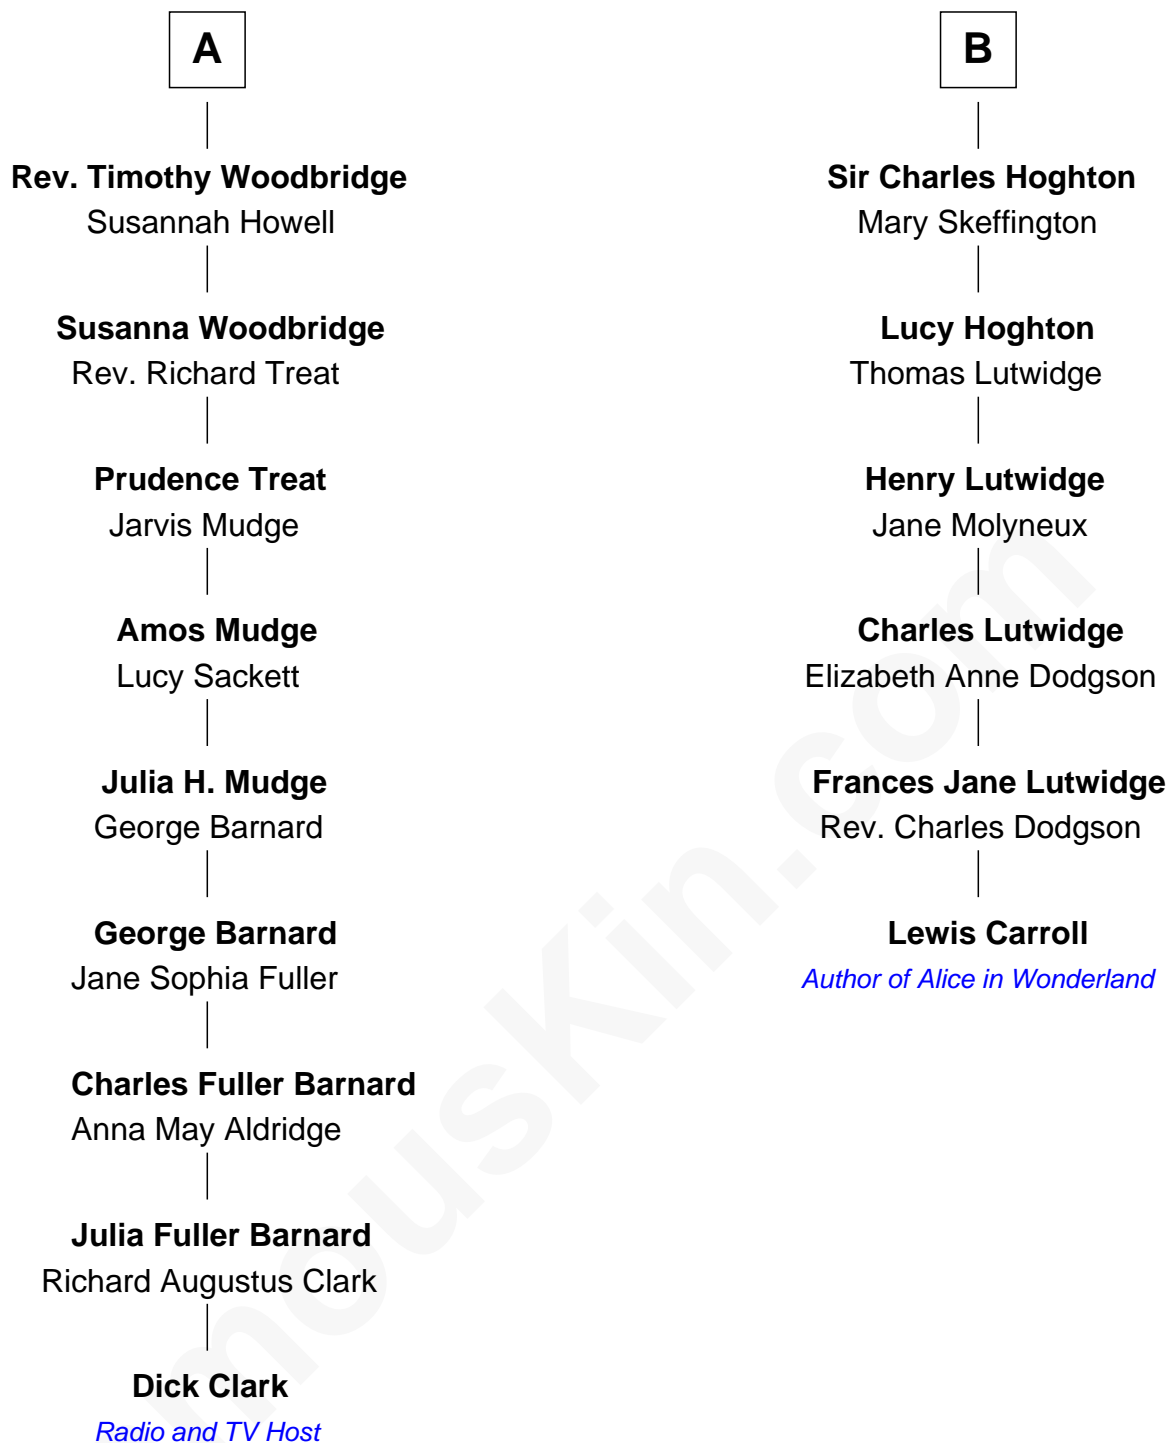 A
Rev. Timothy Woodbridge
Susannah Howell
Susanna Woodbridge
Rev. Richard Treat
Prudence Treat
Jarvis Mudge
Amos Mudge
Lucy Sackett
Julia H. Mudge
George Barnard
George Barnard
Jane Sophia Fuller
Charles Fuller Barnard
Anna May Aldridge
Julia Fuller Barnard
Richard Augustus Clark
Dick Clark
Radio and TV Host
B
Sir Charles Hoghton
Mary Skeffington
Lucy Hoghton
Thomas Lutwidge
Henry Lutwidge
Jane Molyneux
Charles Lutwidge
Elizabeth Anne Dodgson
Frances Jane Lutwidge
Rev. Charles Dodgson
Lewis Carroll
Author of Alice in Wonderland
mousKin.com